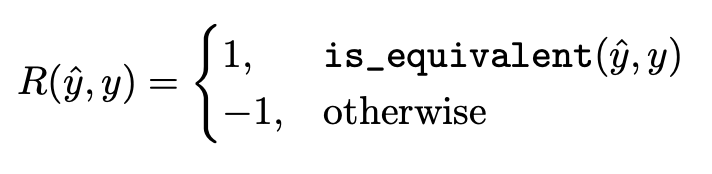 R(ŷ, y) = { 1, is_equivalent(ŷ, y)
−1, otherwise